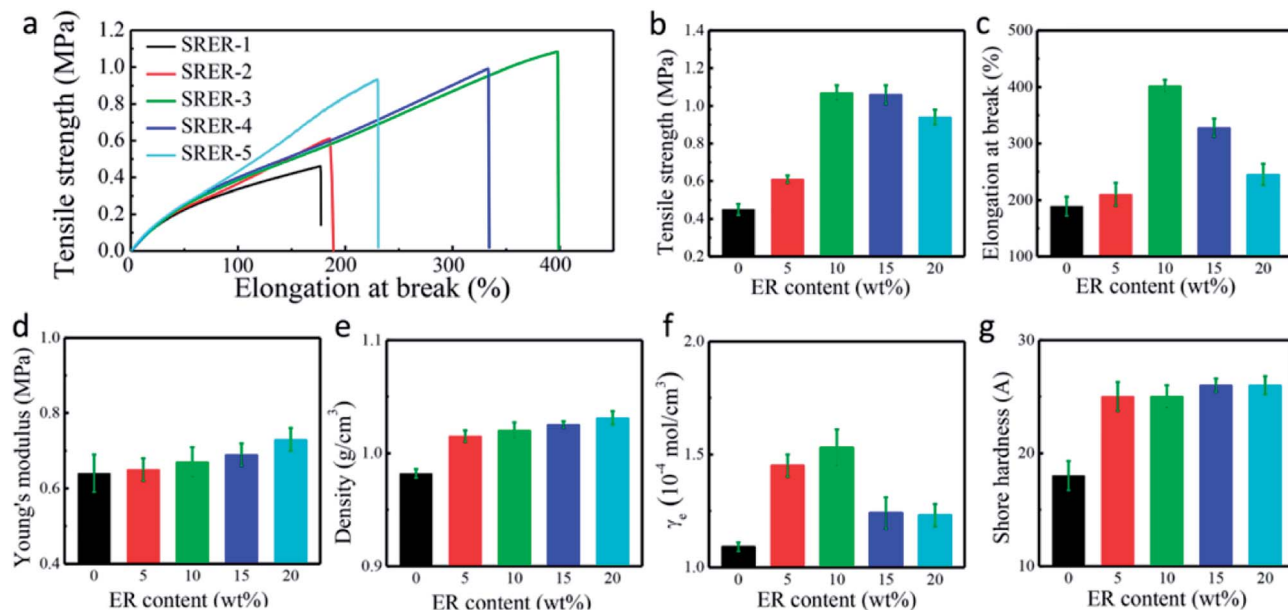 a
Tensile strength (MPa)
1.2
1.0
0.8
0.6
0.4
0.2
0.0
SRER-1
SRER-2
SRER-3
SRER-4
SRER-5
0 100 200 300 400
Elongation at break (%)
b
Tensile strength (MPa)
1.4
1.2
1.0
0.8
0.6
0.4
0.2
0 5 10 15 20
ER content (wt%)
c
Elongation at break (%)
500
400
300
200
100
0 5 10 15 20
ER content (wt%)
d
Young's modulus (MPa)
1.0
0.8
0.6
0.4
0 5 10 15 20
ER content (wt%)
e
Density (g/cm³)
1.1
1.0
0.9
0 5 10 15 20
ER content (wt%)
f
γₑ (10⁻⁴ mol/cm³)
2.0
1.5
1.0
0 5 10 15 20
ER content (wt%)
g
Shore hardness (A)
30
20
10
0 5 10 15 20
ER content (wt%)